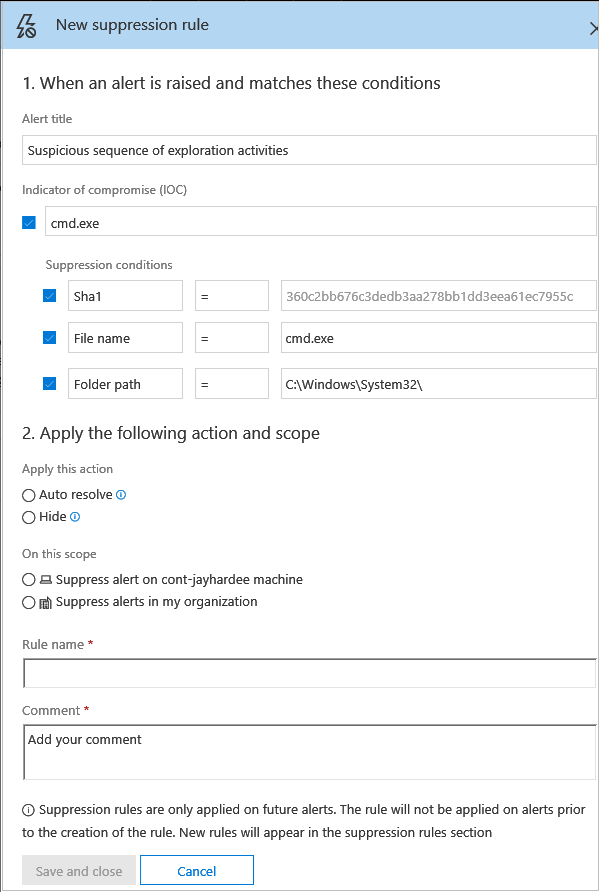 New suppression rule
1. When an alert is raised and matches these conditions
Alert title
Suspicious sequence of exploration activities
Indicator of compromise (IOC)
cmd.exe
Suppression conditions
Sha1 = 360c2bb676c3dedb3aa278bb1dd3eea61ec7955c
File name = cmd.exe
Folder path = C:\Windows\System32\
2. Apply the following action and scope
Apply this action
Auto resolve
Hide
On this scope
Suppress alert on cont-jayhardee machine
Suppress alerts in my organization
Rule name *
Comment *
Add your comment
Suppression rules are only applied on future alerts. The rule will not be applied on alerts prior
to the creation of the rule. New rules will appear in the suppression rules section
Save and close Cancel